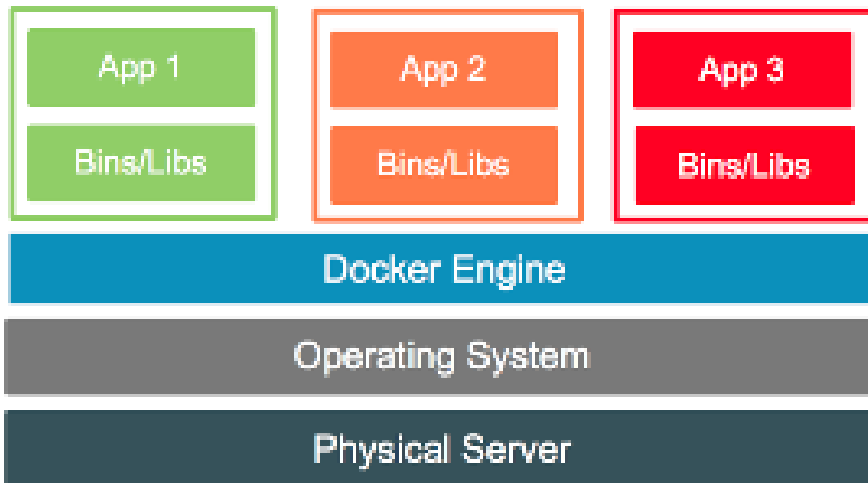 App 1
App 2
App 3
Bins/Libs
Bins/Libs
Bins/Libs
Docker Engine
Operating System
Physical Server